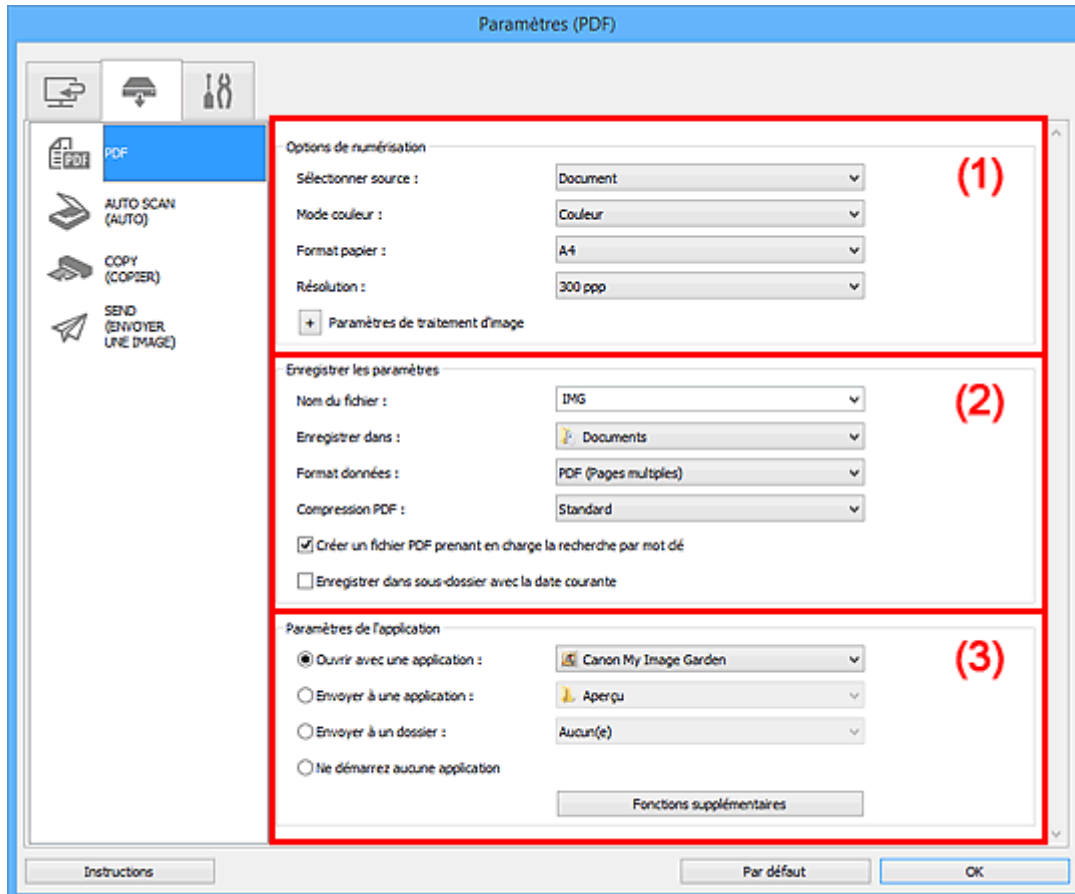 Paramètres (PDF)
PDF
PDF
AUTO SCAN
(AUTO)
COPY
(COPIER)
SEND
(ENVOYER
UNE IMAGE)
Options de numérisation
(1)
Sélectionner source : Document
Mode couleur : Couleur
Format papier : A4
Résolution : 300 ppp
+ Paramètres de traitement d'image
Enregistrer les paramètres
(2)
Nom du fichier : IMG
Enregistrer dans : Documents
Format données : PDF (Pages multiples)
Compression PDF : Standard
Créer un fichier PDF prenant en charge la recherche par mot clé
Enregistrer dans sous-dossier avec la date courante
Paramètres de l'application
(3)
Ouvrir avec une application : Canon My Image Garden
Envoyer à une application : Aperçu
Envoyer à un dossier : Aucun(e)
Ne démarrez aucune application
Fonctions supplémentaires
Instructions
Par défaut
OK